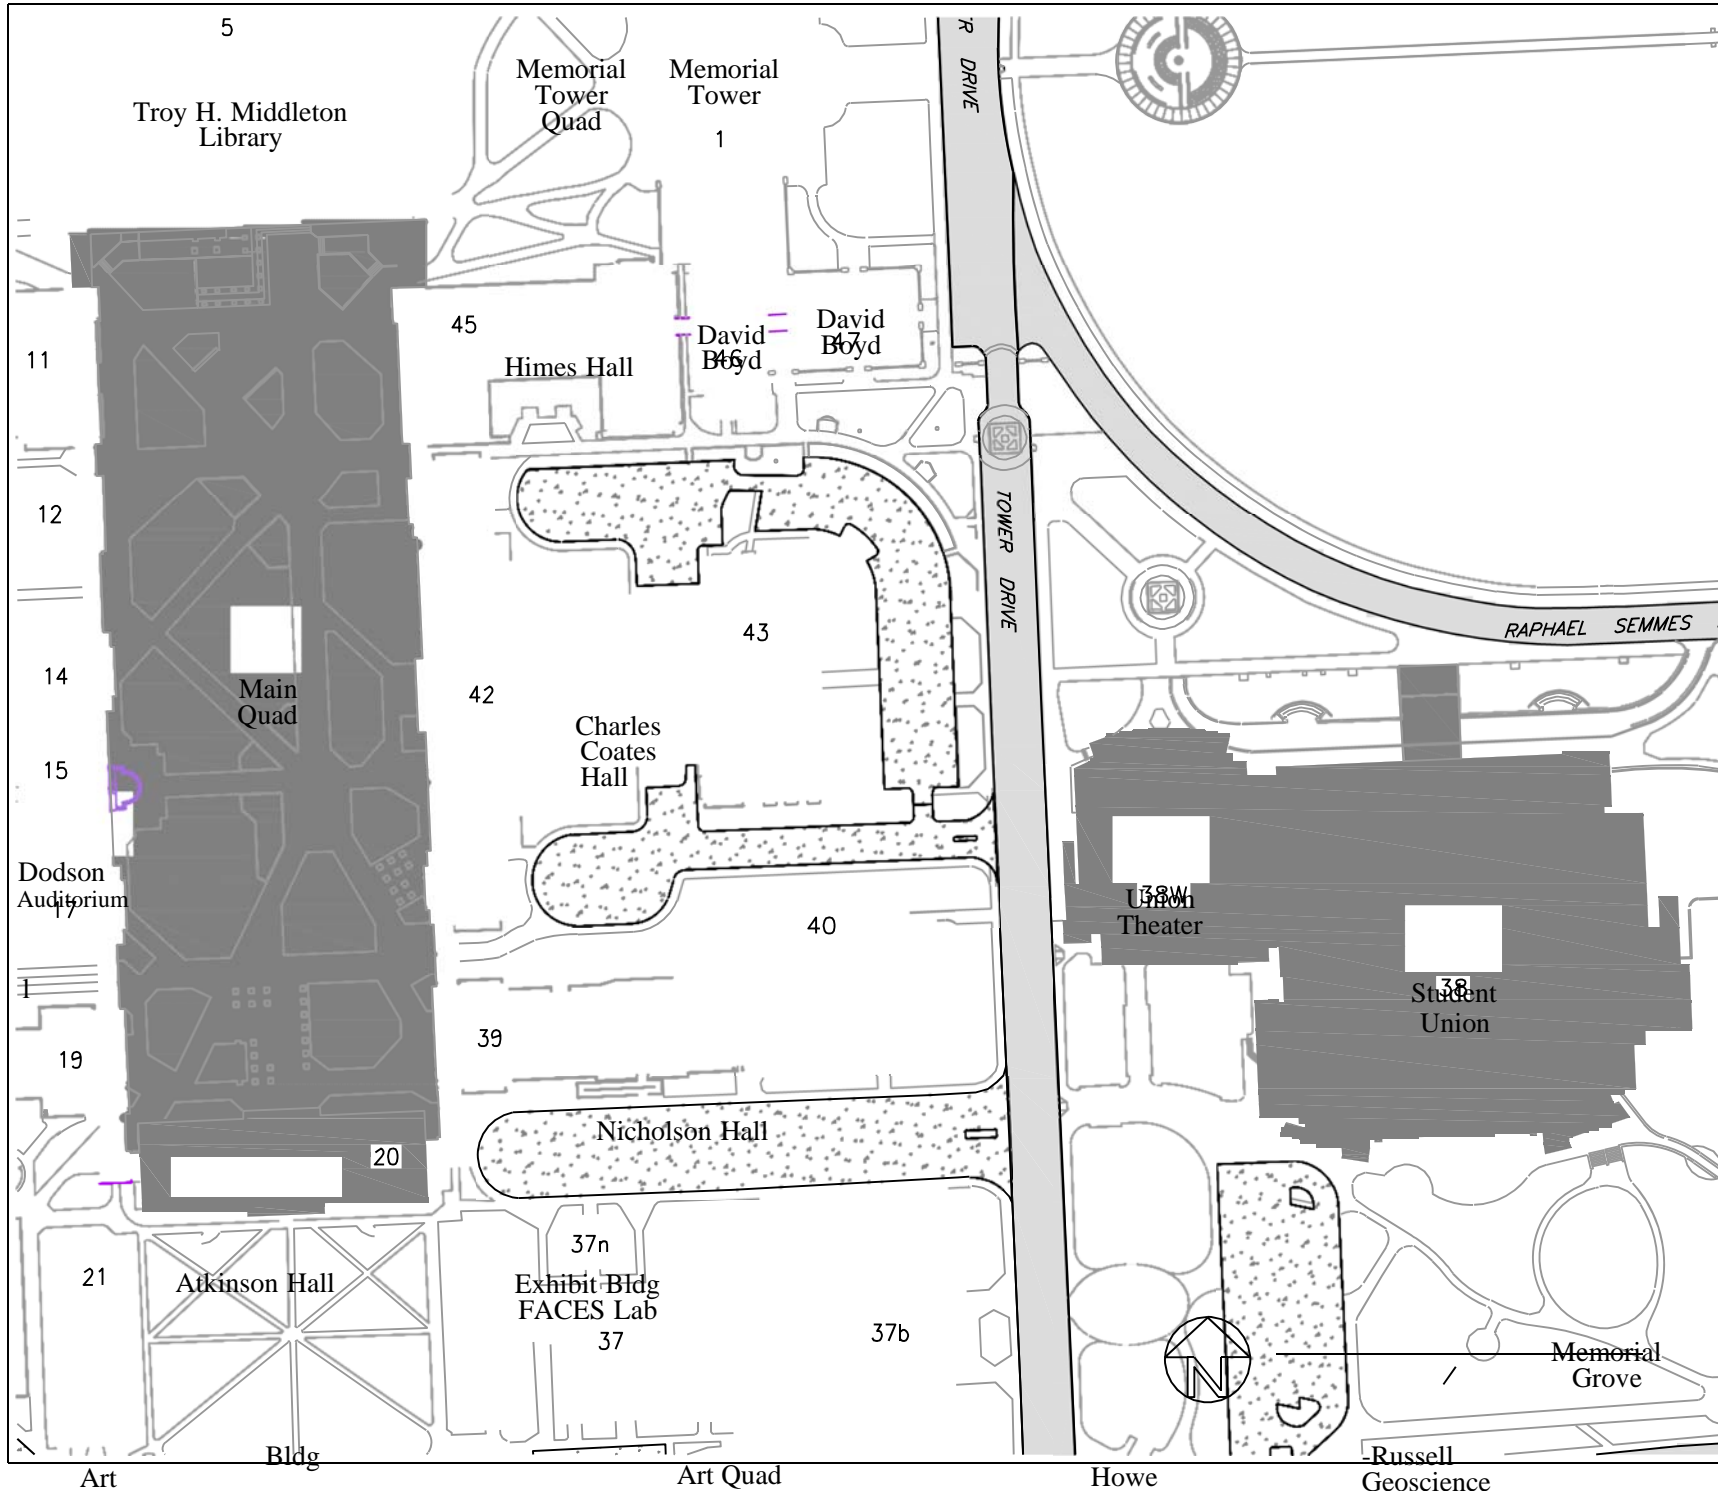 5
Troy H. Middleton
Library
Memorial
Tower
Quad
Memorial
Tower
1
DRIVE
45
11
Himes Hall
David
Boyd
46
David
Boyd
47
12
TOWER DRIVE
43
14
Main
Quad
42
RAPHAEL SEMMES
Charles
Coates
Hall
15
Dodson
Auditorium
17
38W
Union
Theater
40
38
Student
Union
1
39
19
Nicholson Hall
20
37n
21
Atkinson Hall
Exhibit Bldg
FACES Lab
37
37b
N
Memorial
Grove
Bldg
Art
Art Quad
Howe
-Russell
Geoscience